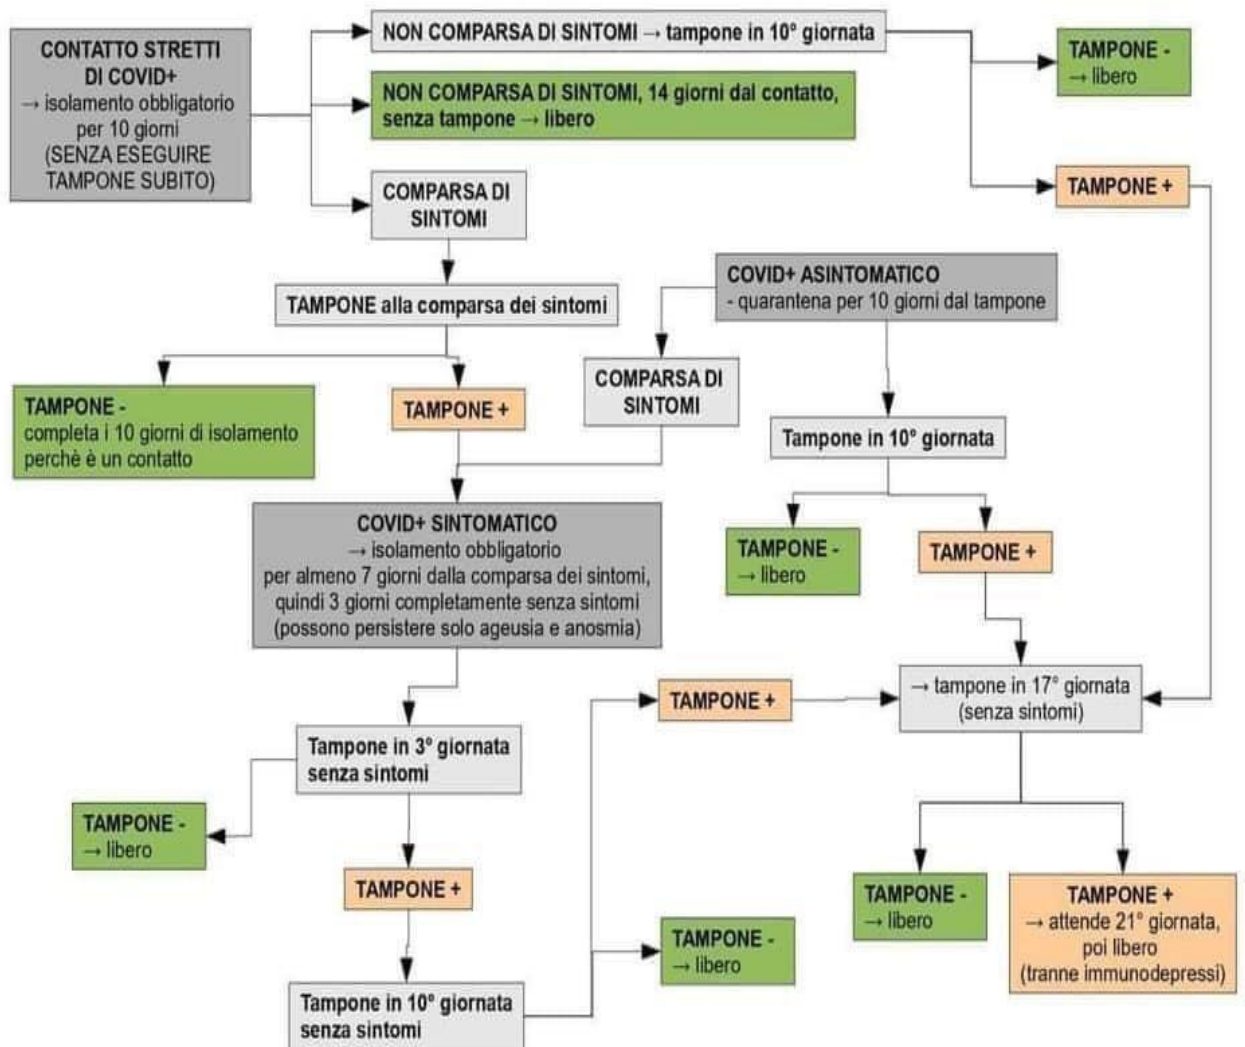 CONTATTO STRETTI
DI COVID+
→ isolamento obbligatorio
per 10 giorni
(SENZA ESEGUIRE
TAMPONE SUBITO)
NON COMPARSA DI SINTOMI → tampone in 10° giornata
TAMPONE -
→ libero
NON COMPARSA DI SINTOMI, 14 giorni dal contatto,
senza tampone → libero
TAMPONE +
COMPARSA DI
SINTOMI
TAMPONE alla comparsa dei sintomi
COVID+ ASINTOMATICO
- quarantena per 10 giorni dal tampone
TAMPONE -
completa i 10 giorni di isolamento
perchè è un contatto
TAMPONE +
COMPARSA DI
SINTOMI
Tampone in 10° giornata
COVID+ SINTOMATICO
→ isolamento obbligatorio
per almeno 7 giorni dalla comparsa dei sintomi,
quindi 3 giorni completamente senza sintomi
(possono persistere solo ageusia e anosmia)
TAMPONE -
→ libero
TAMPONE +
TAMPONE +
→ tampone in 17° giornata
(senza sintomi)
Tampone in 3° giornata
senza sintomi
TAMPONE -
→ libero
TAMPONE +
TAMPONE -
→ libero
TAMPONE +
→ attende 21° giornata,
poi libero
(tranne immunodepressi)
TAMPONE -
→ libero
Tampone in 10° giornata
senza sintomi